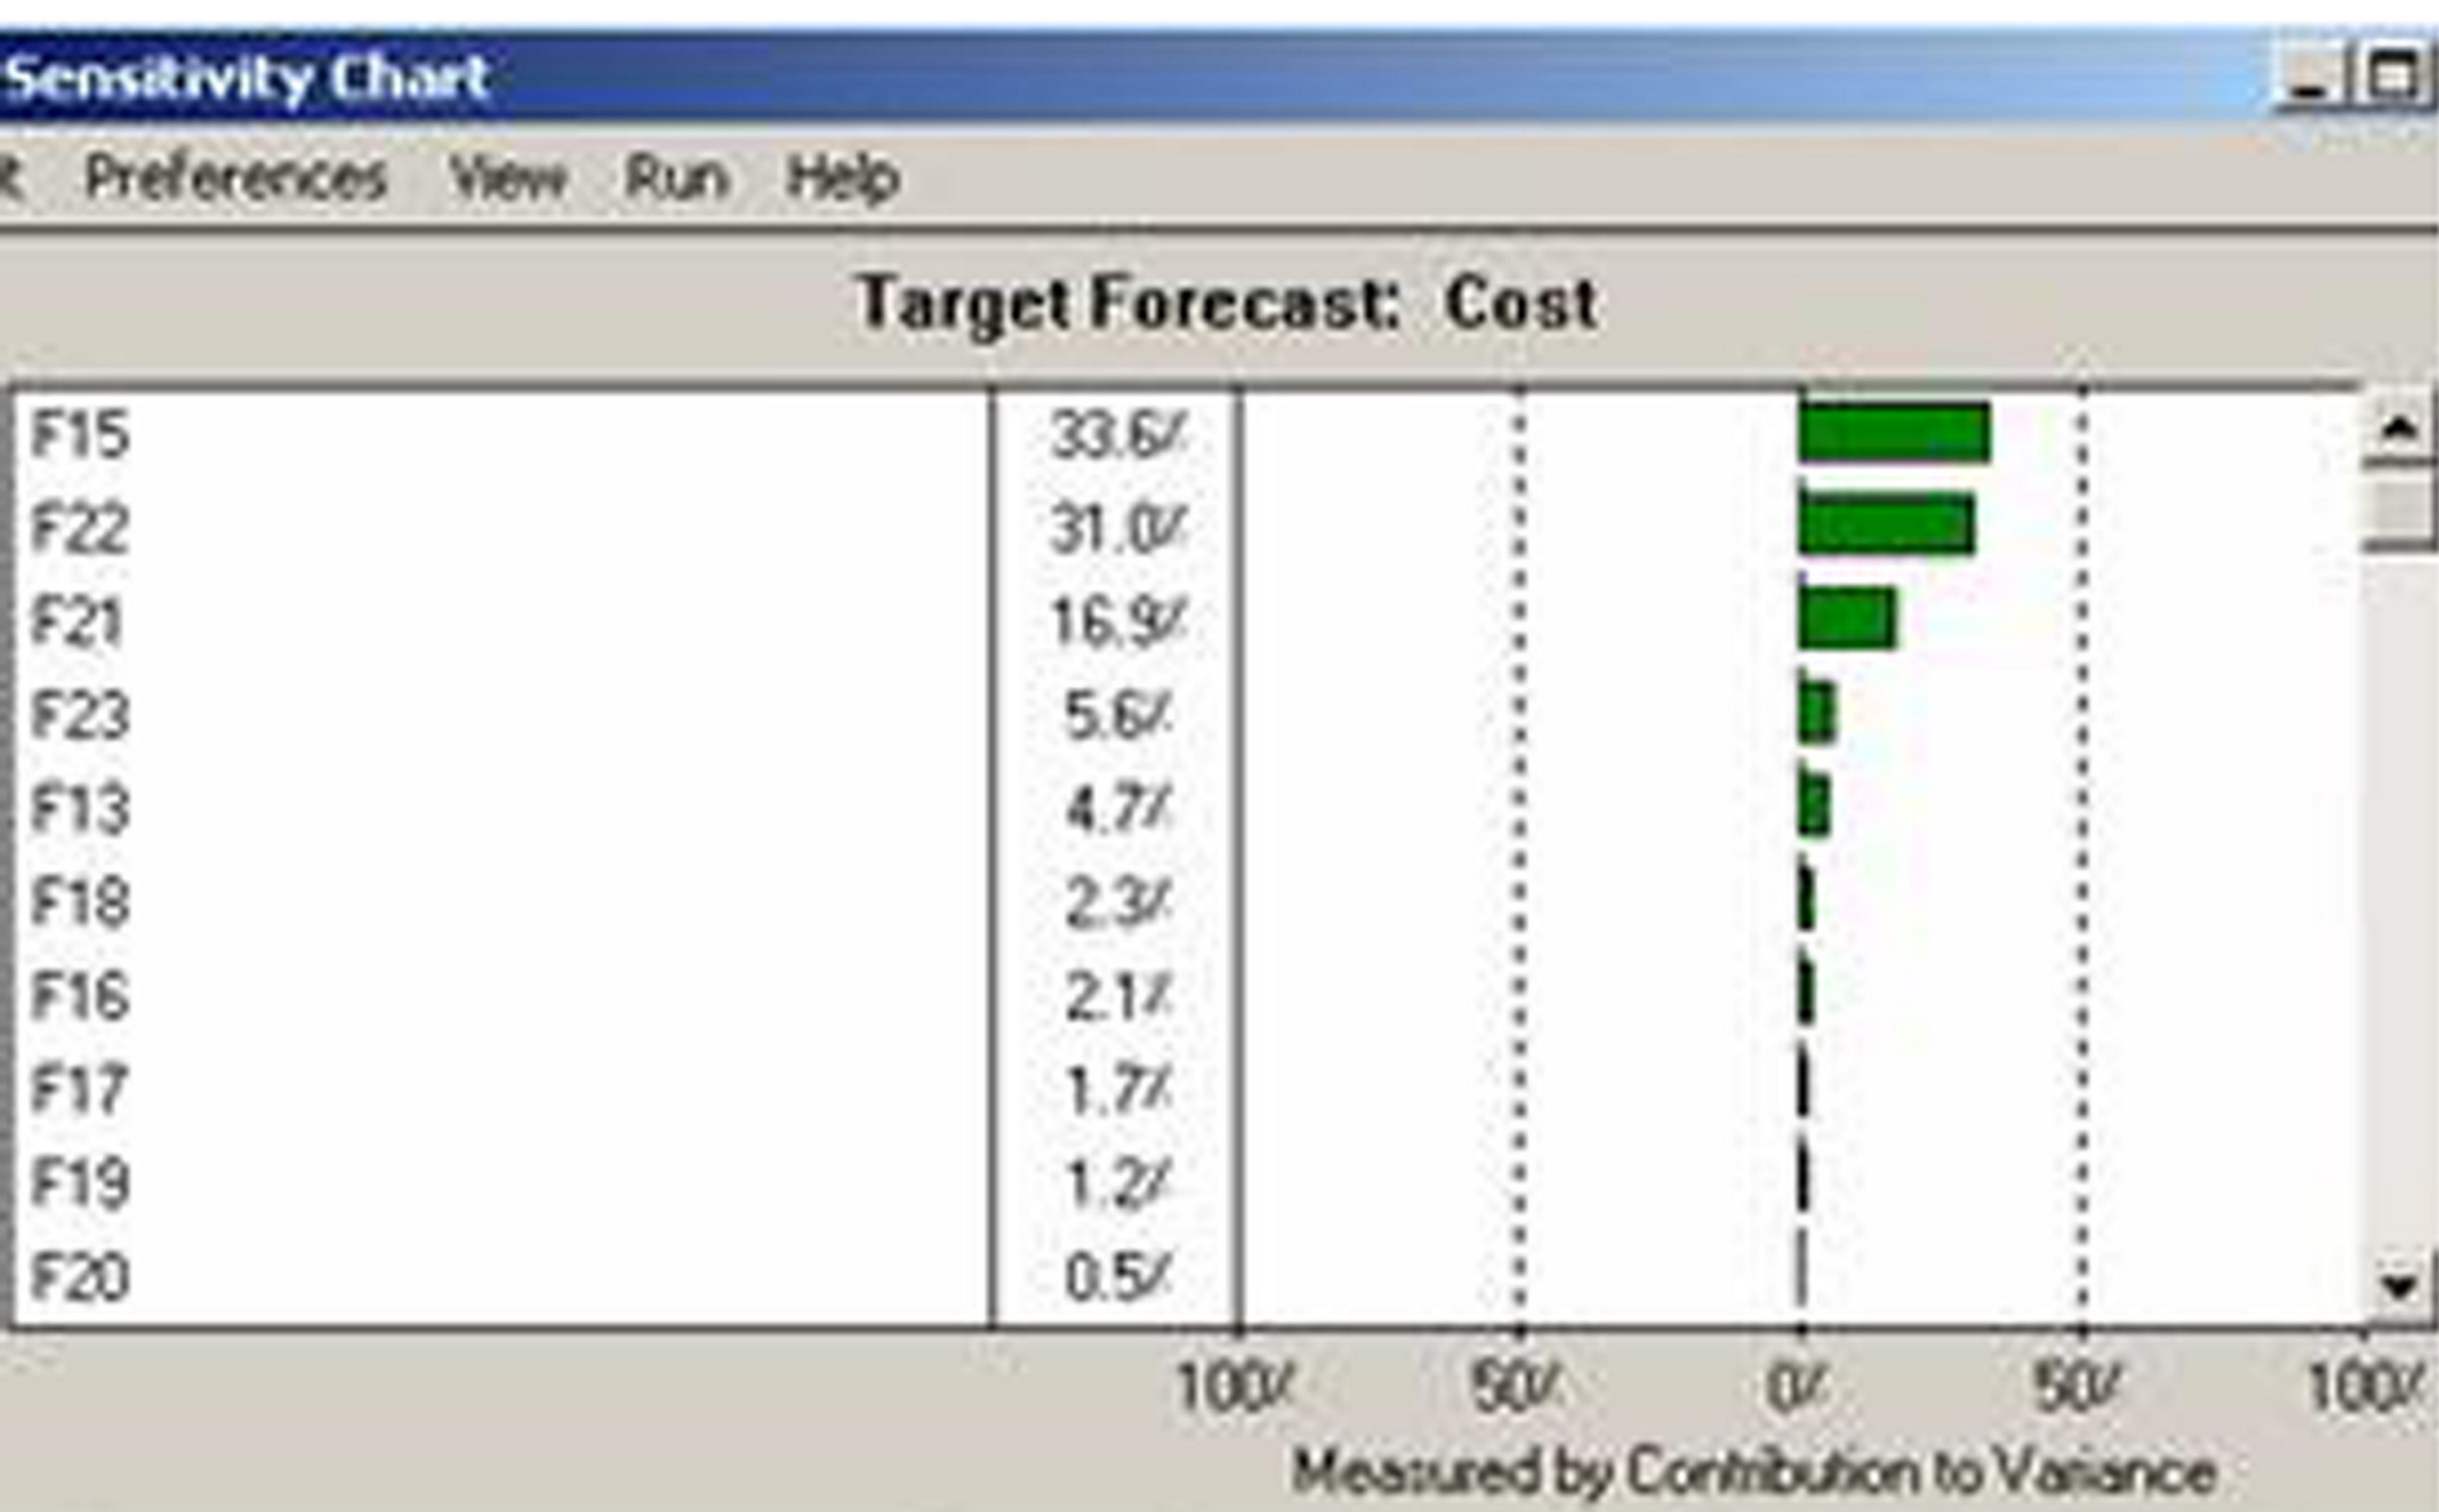 Sensitivity Chart
t Preferences View Run Help
Target Forecast: Cost
F15 33.6%
F22 31.0%
F21 16.9%
F23 5.6%
F13 4.7%
F18 2.3%
F16 2.1%
F17 1.7%
F19 1.2%
F20 0.5%
100% 50% 0% 50% 100%
Measured by Contribution to Variance